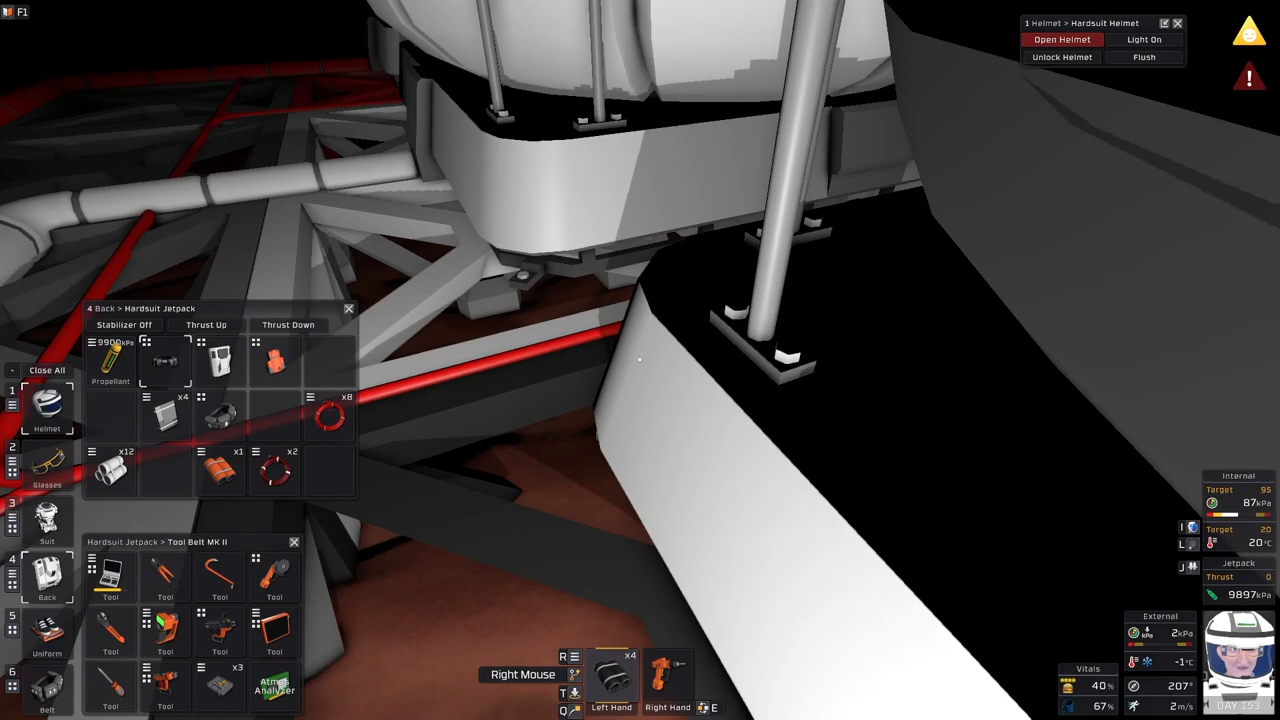 F1
1 Helmet > Hardsuit Helmet
Open Helmet Light On
Unlock Helmet Flush
4 Back > Hardsuit Jetpack
Stabilizer Off Thrust Up Thrust Down
9900kPa
Propellant
x4 x8
x12 x1 x2
Close All
1
Helmet
2
Glasses
3
Suit
4
Back
5
Uniform
6
Belt
Hardsuit Jetpack > Tool Belt MK II
Tool Tool Tool Tool
Tool Tool Tool Tool
x3
Atmos
Analyzer
Tool Tool
R x4
Right Mouse
T
Q Left Hand Right Hand E
Internal
Target 95
87kPa
Target 20
20°C
I
L
J
Jetpack
Thrust 0
9897kPa
External
kPa 2kPa
-1°C
207°
2m/s
Vitals
40%
67%
DAY 153